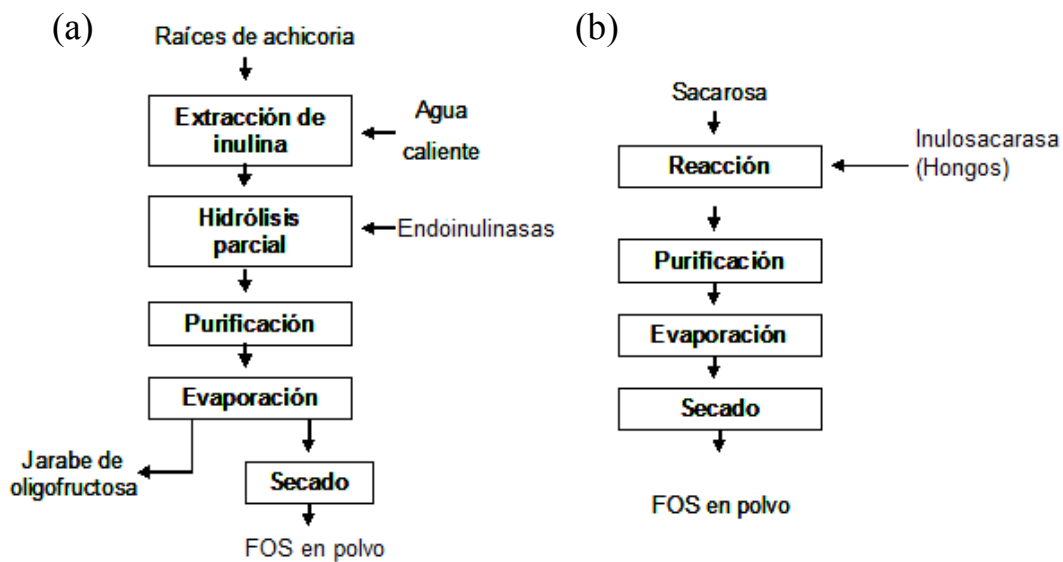 (a)
Raíces de achicoria
Extracción de
inulina
Agua
caliente
Hidrólisis
parcial
Endoinulinasas
Purificación
Evaporación
Jarabe de
oligofructosa
Secado
FOS en polvo
(b)
Sacarosa
Reacción
Inulosacarasa
(Hongos)
Purificación
Evaporación
Secado
FOS en polvo